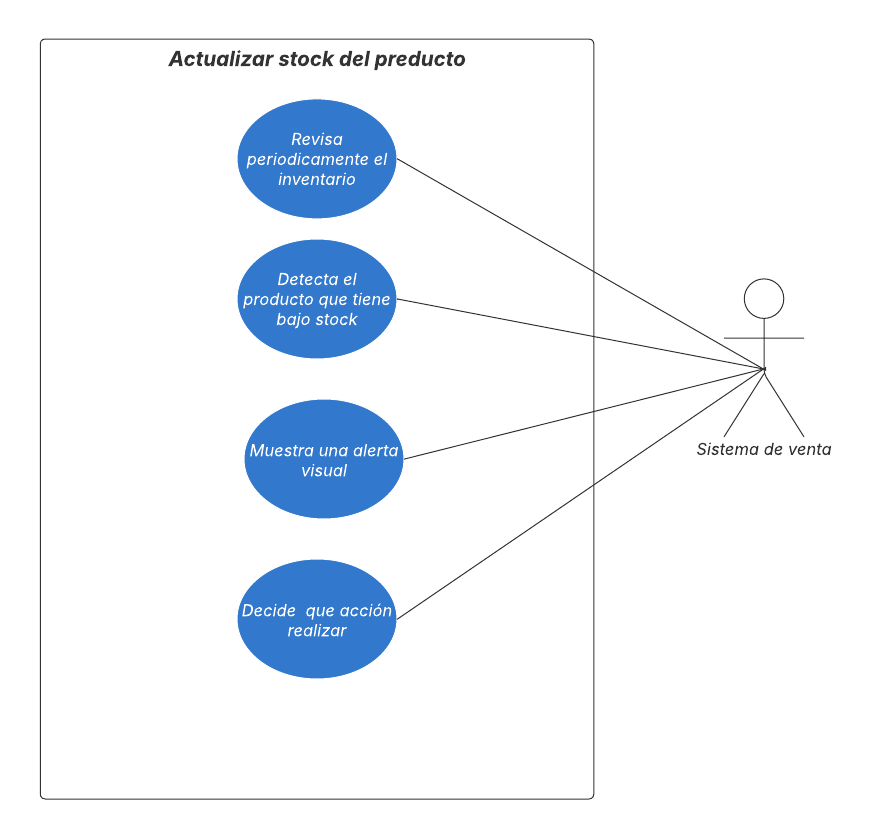 Actualizar stock del preducto
Revisa
periodicamente el
inventario
Detecta el
producto que tiene
bajo stock
Muestra una alerta
visual
Decide  que acción
realizar
Sistema de venta